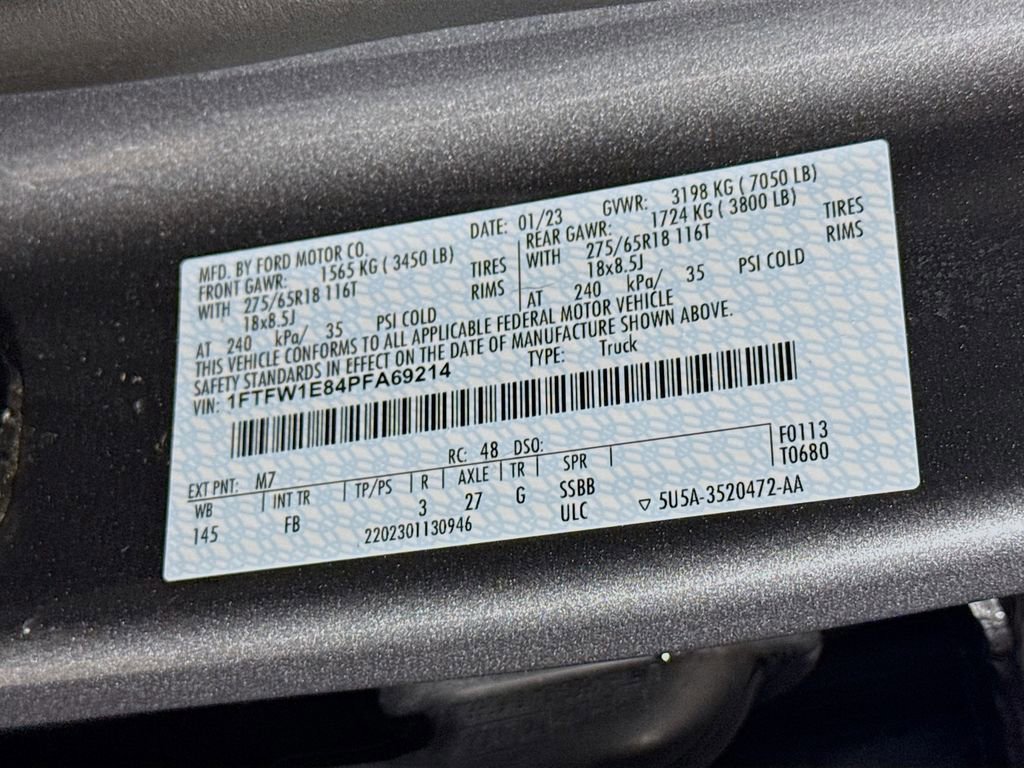 MFD. BY FORD MOTOR CO. DATE: 01/23 GVWR: 3198 KG ( 7050 LB)
FRONT GAWR: 1565 KG ( 3450 LB) REAR GAWR: 1724 KG ( 3800 LB)
WITH 275/65R18 116T TIRES WITH 275/65R18 116T TIRES
18x8.5J RIMS 18x8.5J RIMS
AT 240 kPa/ 35 PSI COLD AT 240 kPa/ 35 PSI COLD
THIS VEHICLE CONFORMS TO ALL APPLICABLE FEDERAL MOTOR VEHICLE
SAFETY STANDARDS IN EFFECT ON THE DATE OF MANUFACTURE SHOWN ABOVE.
VIN: 1FTFW1E84PFA69214 TYPE: Truck
EXT PNT: M7 RC: 48 DSO: F0113
WB INT TR TP/PS R AXLE TR SPR T0680
145 FB 3 27 G SSBB
2202301130946 ULC 5U5A-3520472-AA